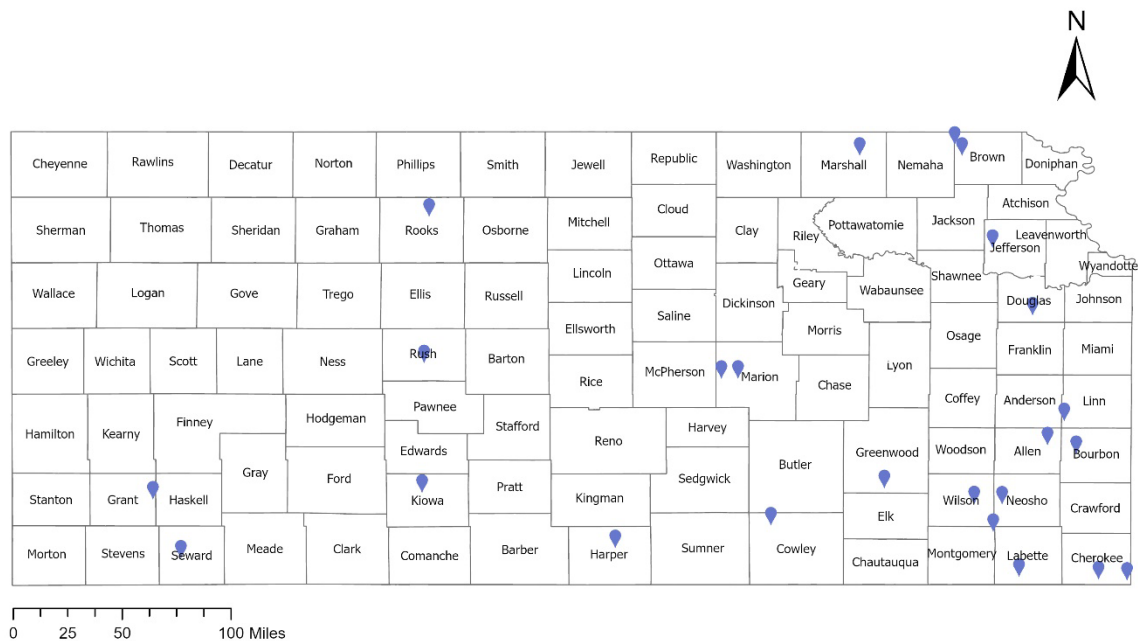 N
Cheyenne Rawlins Decatur Norton Phillips Smith Jewell Republic Washington Marshall Nemaha Brown Doniphan
Sherman Thomas Sheridan Graham Rooks Osborne Mitchell Cloud Clay Riley Pottawatomie Jackson Atchison
Jefferson Leavenworth
Wyandotte
Wallace Logan Gove Trego Ellis Russell Lincoln Ottawa Dickinson Geary Wabaunsee Shawnee Douglas Johnson
Ellsworth Saline Morris
Greeley Wichita Scott Lane Ness Rush Barton Rice McPherson Marion Chase Lyon Osage Franklin Miami
Hamilton Kearny Finney Hodgeman Pawnee Stafford Reno Harvey Coffey Anderson Linn
Gray Ford Edwards Sedgwick Butler Greenwood Woodson Allen Bourbon
Stanton Grant Haskell Kiowa Pratt Kingman Elk Wilson Neosho Crawford
Morton Stevens Seward Meade Clark Comanche Barber Harper Sumner Cowley Chautauqua Montgomery Labette Cherokee
0 25 50 100 Miles